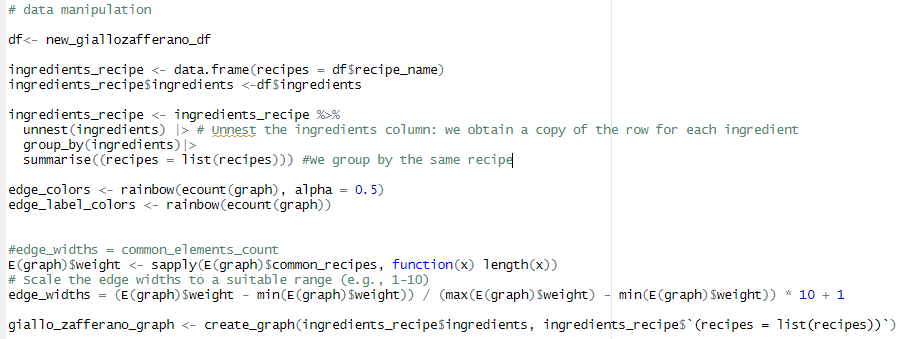 # data manipulation
df<- new_giallozafferano_df
ingredients_recipe <- data.frame(recipes = df$recipe_name)
ingredients_recipe$ingredients <-df$ingredients
ingredients_recipe <- ingredients_recipe %>%
unnest(ingredients) |> # Unnest the ingredients column: we obtain a copy of the row for each ingredient
group_by(ingredients)|>
summarise((recipes = list(recipes))) #we group by the same recipe
edge_colors <- rainbow(ecount(graph), alpha = 0.5)
edge_label_colors <- rainbow(ecount(graph))
#edge_widths = common_elements_count
E(graph)$weight <- sapply(E(graph)$common_recipes, function(x) length(x))
# Scale the edge widths to a suitable range (e.g., 1-10)
edge_widths = (E(graph)$weight - min(E(graph)$weight)) / (max(E(graph)$weight) - min(E(graph)$weight)) * 10 + 1
giallo_zafferano_graph <- create_graph(ingredients_recipe$ingredients, ingredients_recipe$`(recipes = list(recipes))`)